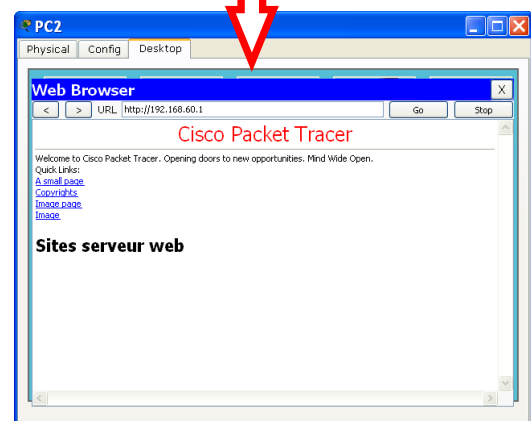 PC2
Physical Config Desktop
Web Browser X
< > URL http://192.168.60.1 Go Stop
Cisco Packet Tracer
Welcome to Cisco Packet Tracer. Opening doors to new opportunities. Mind Wide Open.
Quick Links:
A small page
Copyrights
Image page
Image
Sites serveur web